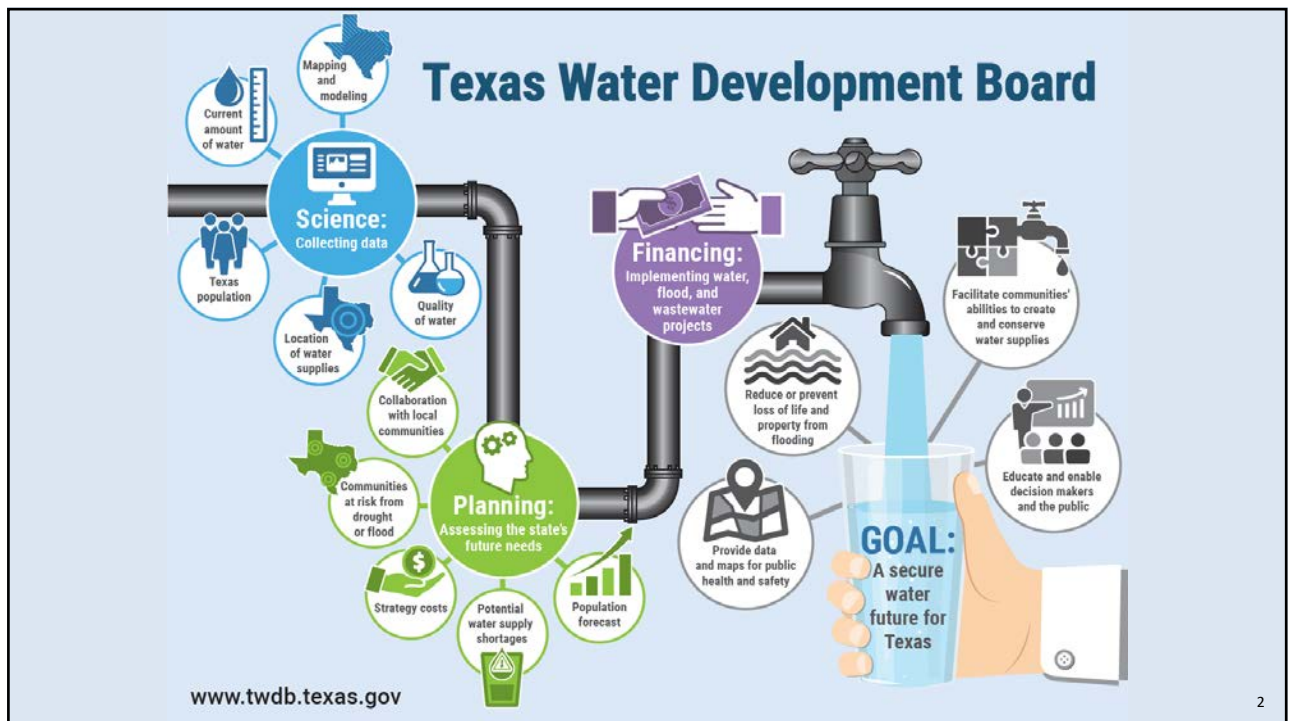 Texas Water Development Board
Mapping
and
modeling
Current
amount
of water
Science:
Collecting data
Texas
population
Location
of water
supplies
Quality
of water
Collaboration
with local
communities
Communities
at risk from
drought
or flood
Planning:
Assessing the state's
future needs
Strategy costs
Potential
water supply
shortages
Population
forecast
Financing:
Implementing water,
flood, and
wastewater
projects
Facilitate communities'
abilities to create
and conserve
water supplies
Reduce or prevent
loss of life and
property from
flooding
Educate and enable
decision makers
and the public
Provide data
and maps for public
health and safety
GOAL:
A secure
water
future for
Texas
www.twdb.texas.gov
2